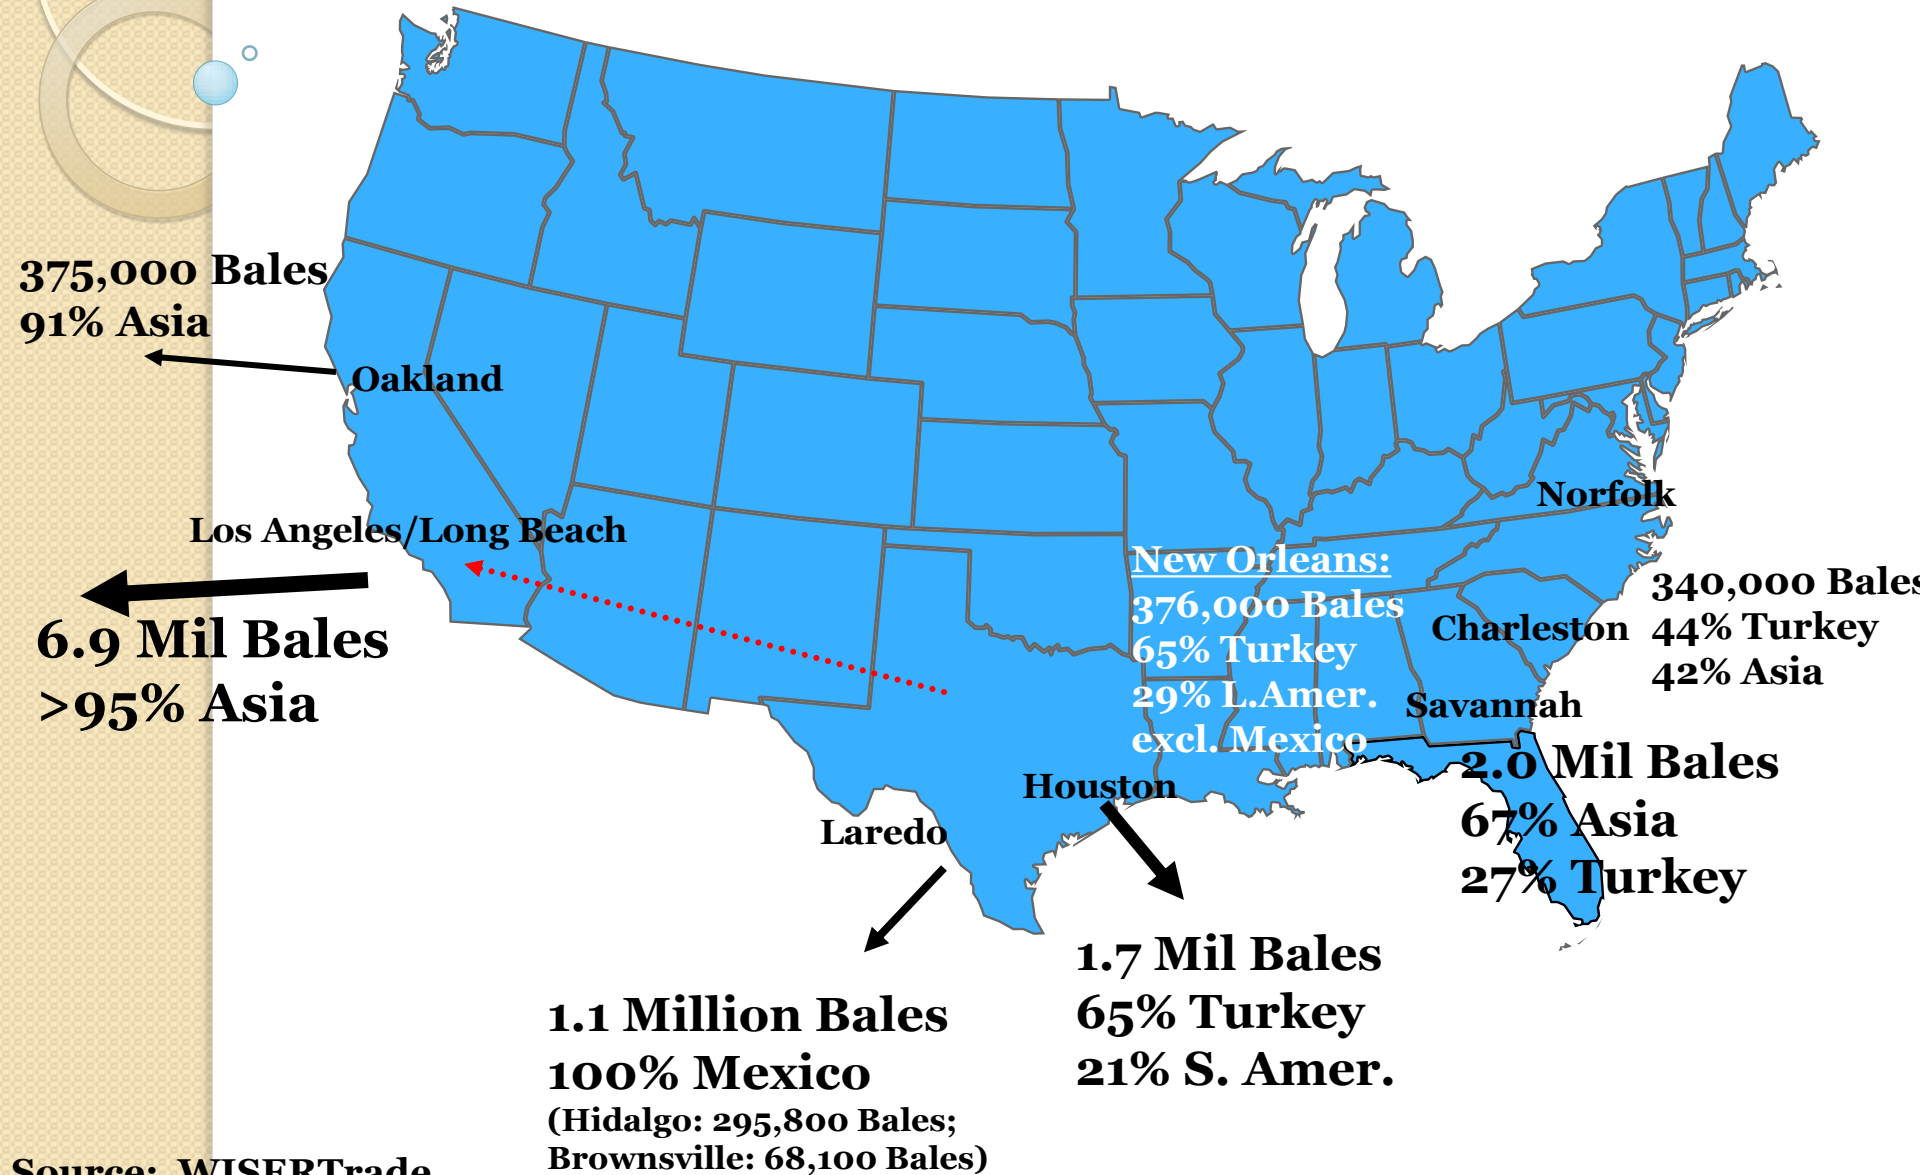 375,000 Bales
91% Asia
Oakland
Los Angeles/Long Beach
6.9 Mil Bales
>95% Asia
New Orleans:
376,000 Bales
65% Turkey
29% L.Amer.
excl. Mexico
Norfolk
340,000 Bales
44% Turkey
42% Asia
Charleston
Savannah
2.0 Mil Bales
67% Asia
27% Turkey
Houston
1.7 Mil Bales
65% Turkey
21% S. Amer.
Laredo
1.1 Million Bales
100% Mexico
(Hidalgo: 295,800 Bales;
Brownsville: 68,100 Bales)
Source: WISERTrade